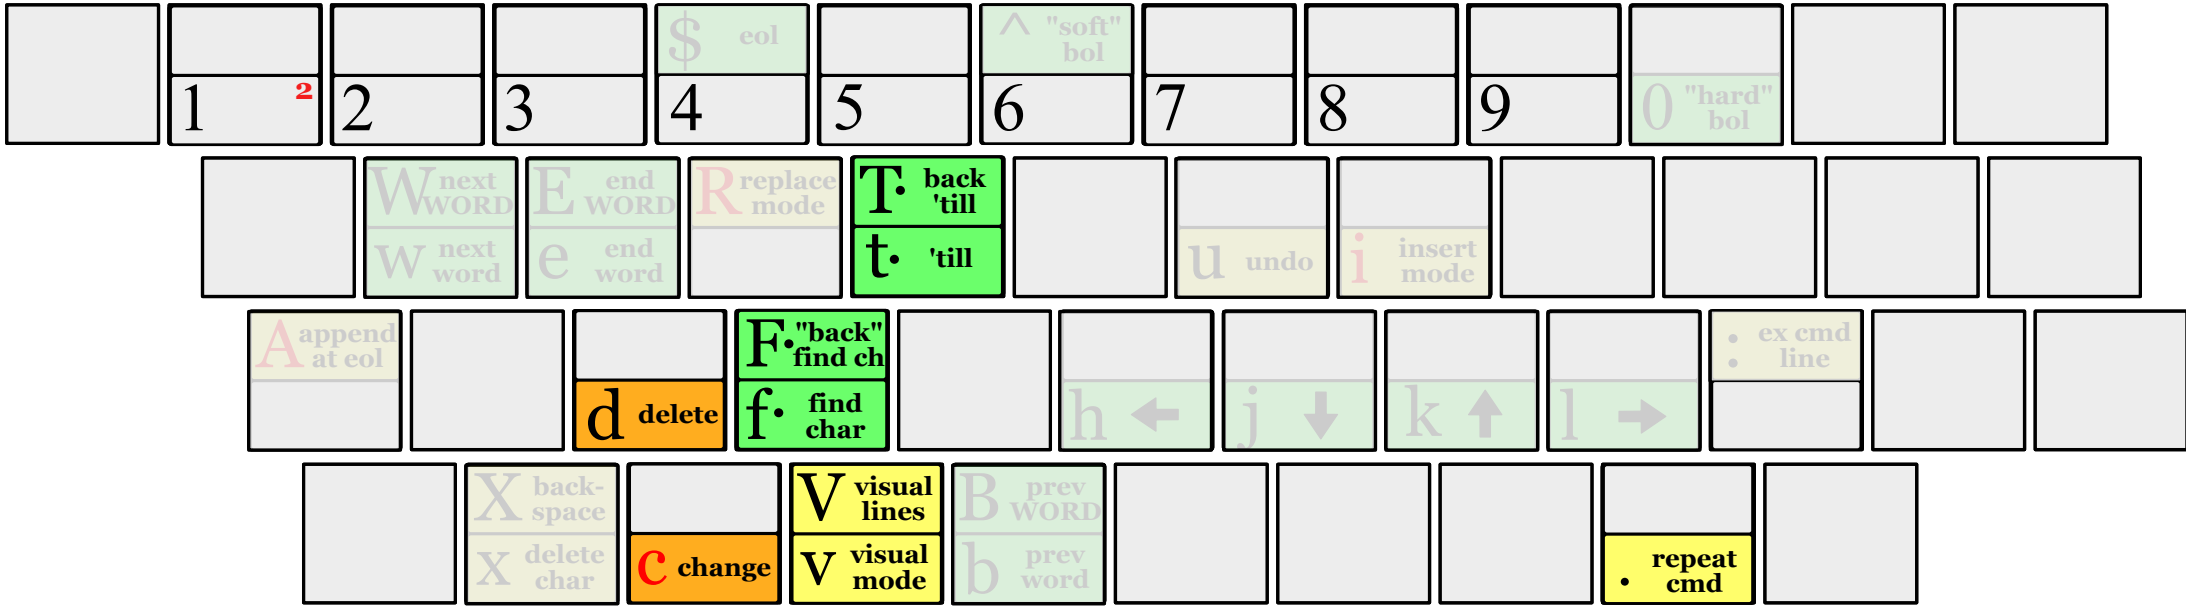 $ eol
^ "soft" bol
1 2
2
3
4
5
6
7
8
9
0 "hard" bol
W next WORD
E end WORD
R replace mode
T· back 'till
w next word
e end word
t· 'till
u undo
i insert mode
A append at eol
F· "back" find ch
: ex cmd line
d delete
f· find char
h
j
k
l
X back- space
V visual lines
B prev WORD
x delete char
c change
v visual mode
b prev word
. repeat cmd